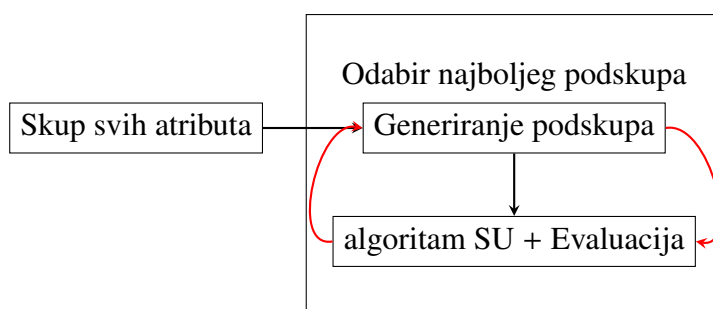 Odabir najboljeg podskupa
Skup svih atributa
Generiranje podskupa
algoritam SU + Evaluacija